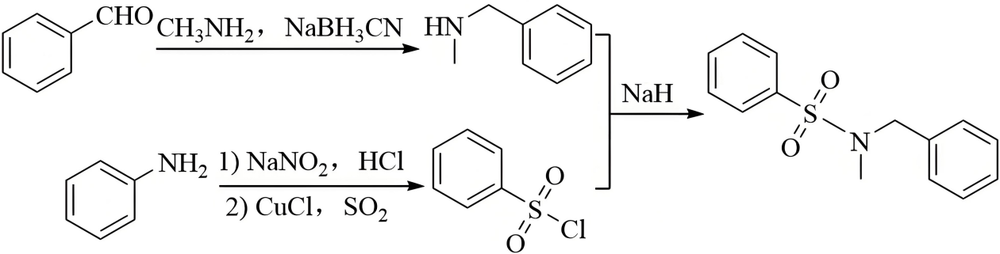 CHO
CH₃NH₂，NaBH₃CN
HN
NaH
O
S
O
N
NH₂
1) NaNO₂，HCl
2) CuCl，SO₂
O
S
O
Cl